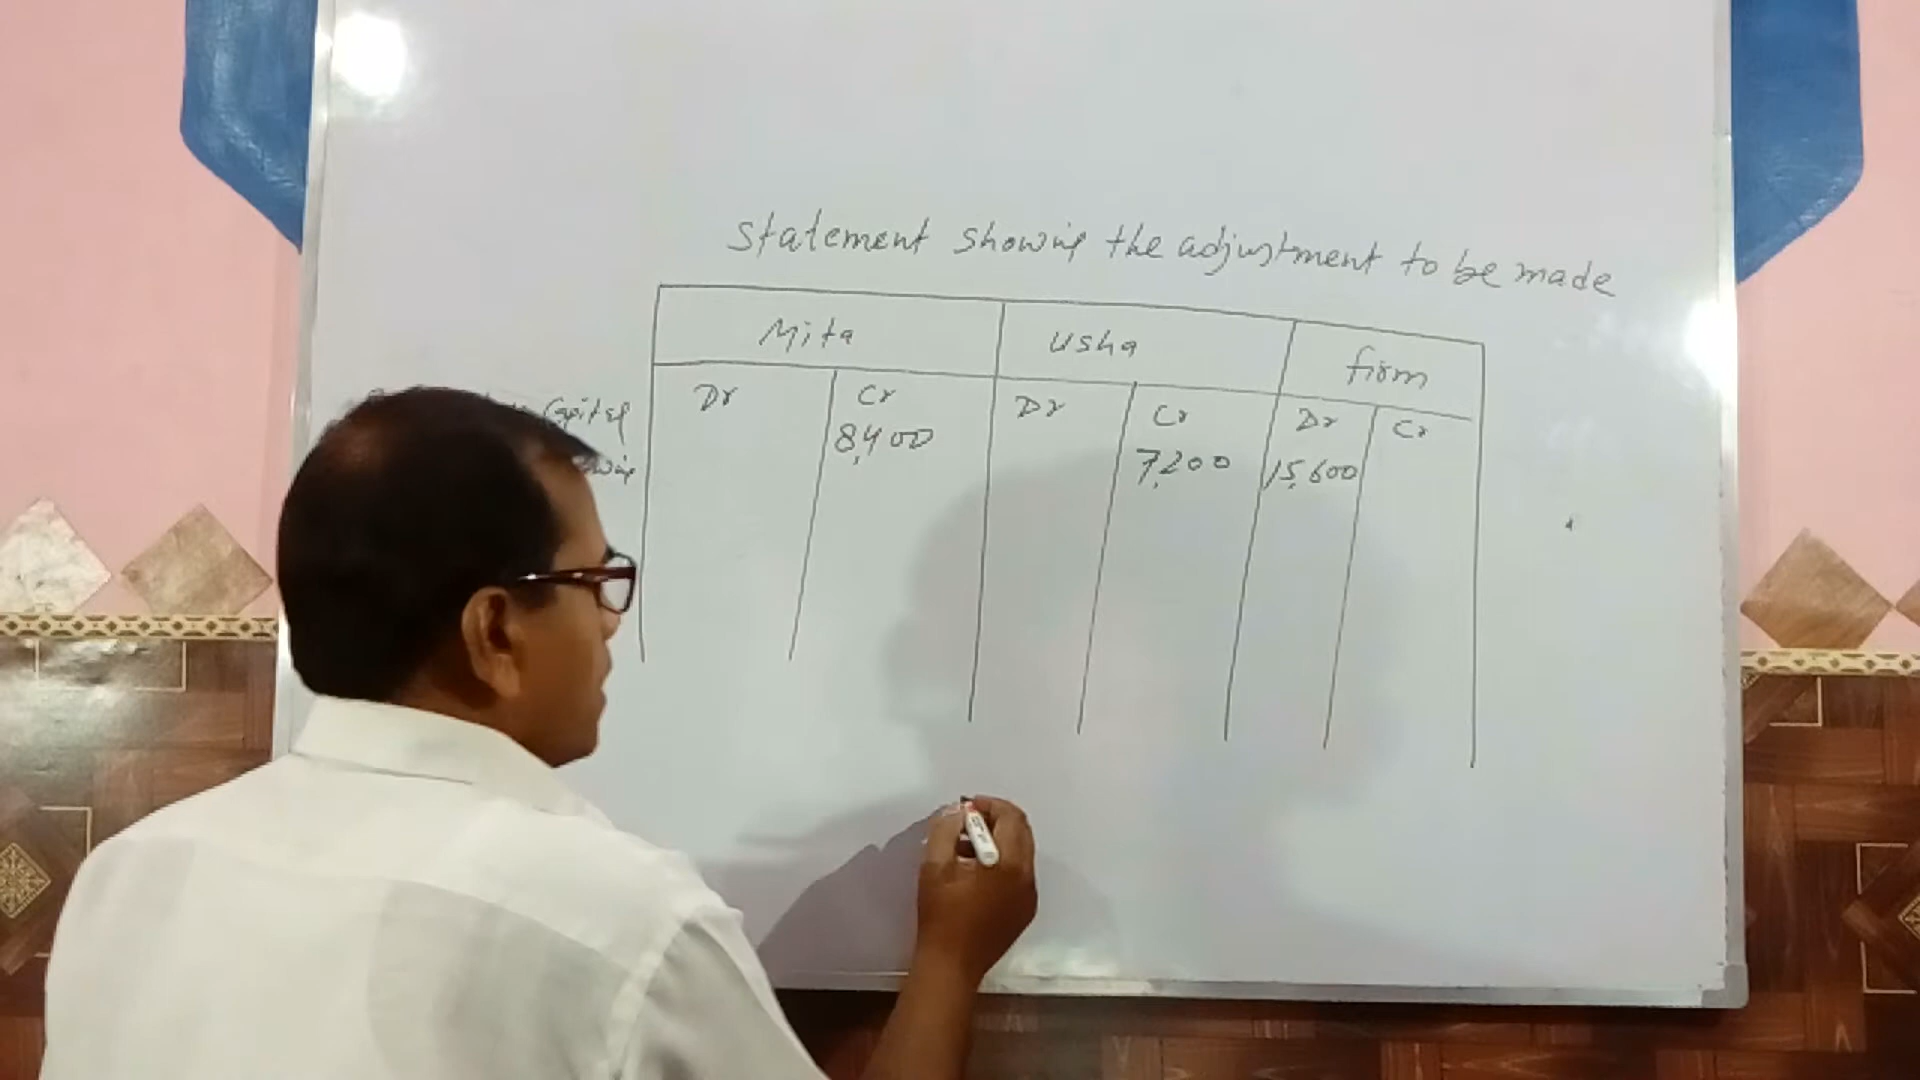 statement showing the adjustment to be made
Mita usha firm
Dr Cr Dr Cr Dr Cr
Capital 8,400 7,200 15,600